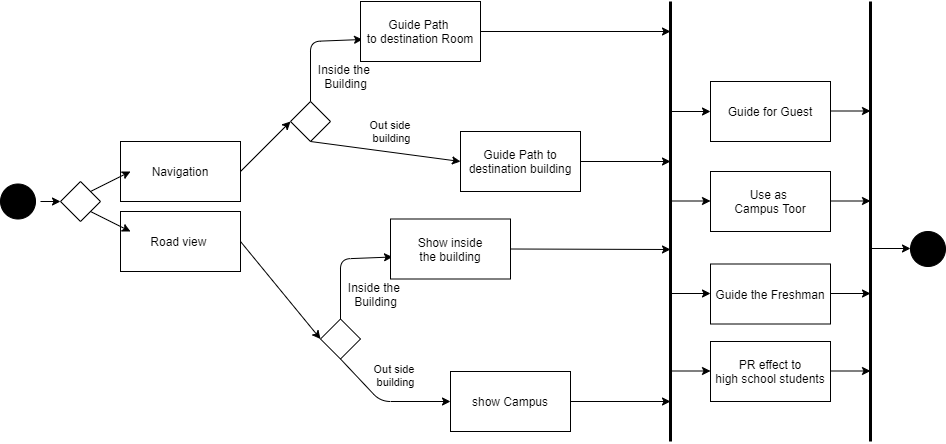 Guide Path
to destination Room
Inside the
Building
Out side
building
Guide Path to
destination building
Navigation
Road view
Show inside
the building
Inside the
Building
Out side
building
show Campus
Guide for Guest
Use as
Campus Toor
Guide the Freshman
PR effect to
high school students